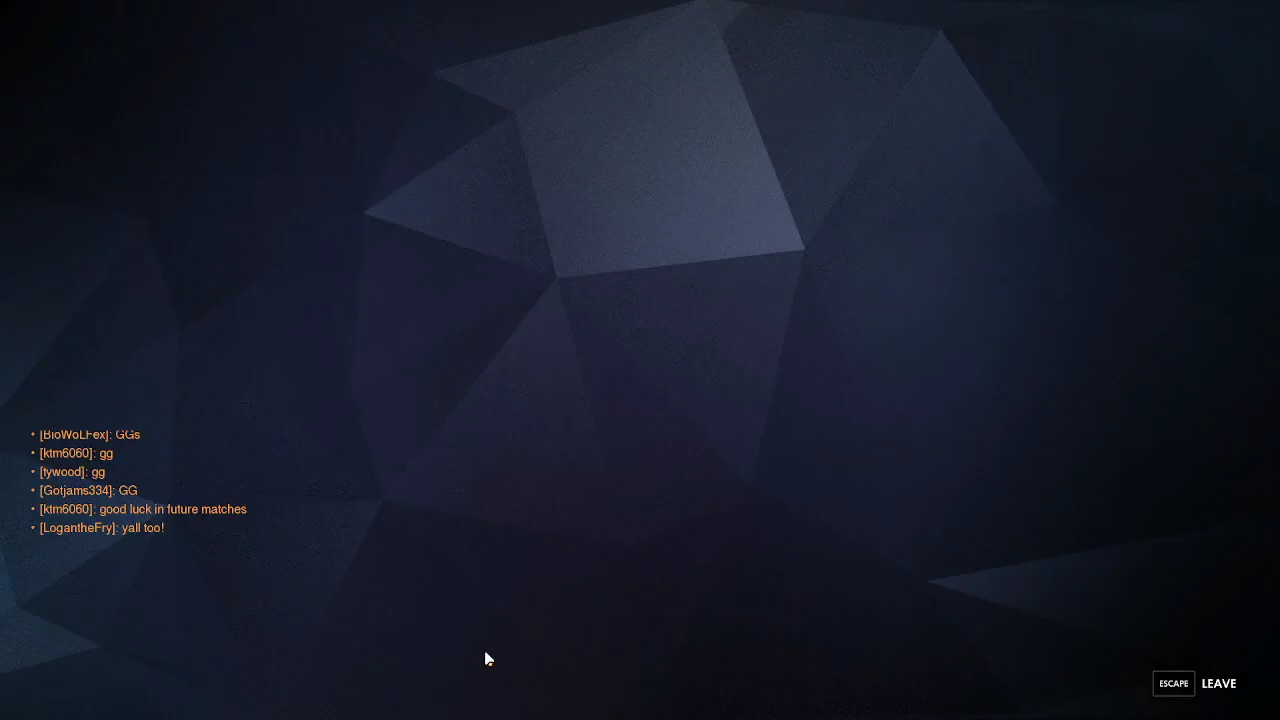 • [BioWoLFex]: GGs
• [ktm6060]: gg
• [tywood]: gg
• [Gotjams334]: GG
• [ktm6060]: good luck in future matches
• [LogantheFry]: yall too!
ESCAPE LEAVE